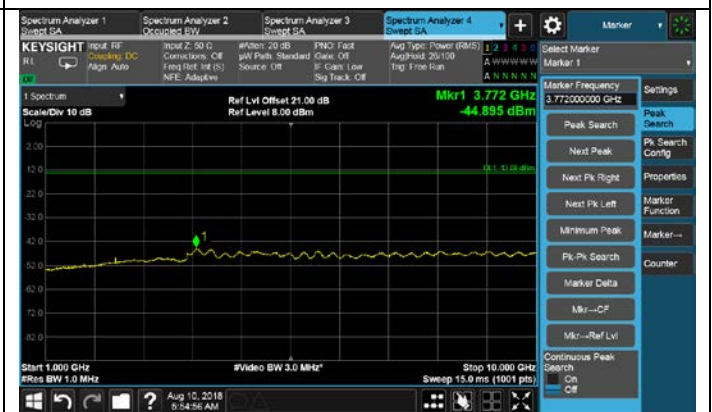 Spectrum Analyzer 1
Swept SA
Spectrum Analyzer 2
Occupied BW
Spectrum Analyzer 3
Swept SA
Spectrum Analyzer 4
Swept SA
+
Marker
KEYSIGHT
RL
Input: RF
Coupling: DC
Align: Auto
Input Z: 50 Ω
Corrections: Off
Freq Ref: Int (S)
NFE: Adaptive
#Atten: 20 dB
µW Path: Standard
Source: Off
PNO: Fast
Gate: Off
IF Gain: Low
Sig Track: Off
Avg Type: Power (RMS)
Avg|Hold: 20/100
Trig: Free Run
1 2 3 4 5 6
A W W W W W
A N N N N N
Select Marker
Marker 1
1 Spectrum
Scale/Div 10 dB
Log
Ref Lvl Offset 21.00 dB
Ref Level 8.00 dBm
Mkr1 3.772 GHz
-44.895 dBm
-2.00
-12.0
-22.0
-32.0
-42.0
-52.0
-62.0
-72.0
-82.0
1
Start 1.000 GHz
#Res BW 1.0 MHz
#Video BW 3.0 MHz*
Stop 10.000 GHz
Sweep 15.0 ms (1001 pts)
Marker Frequency
3.772000000 GHz
Peak Search
Next Peak
Next Pk Right
Next Pk Left
Minimum Peak
Pk-Pk Search
Marker Delta
Mkr→CF
Mkr→Ref Lvl
Continuous Peak
Search
On
Off
Settings
Peak
Search
Pk Search
Config
Properties
Marker
Function
Marker→
Counter
?
Aug 10, 2018
5:54:56 AM